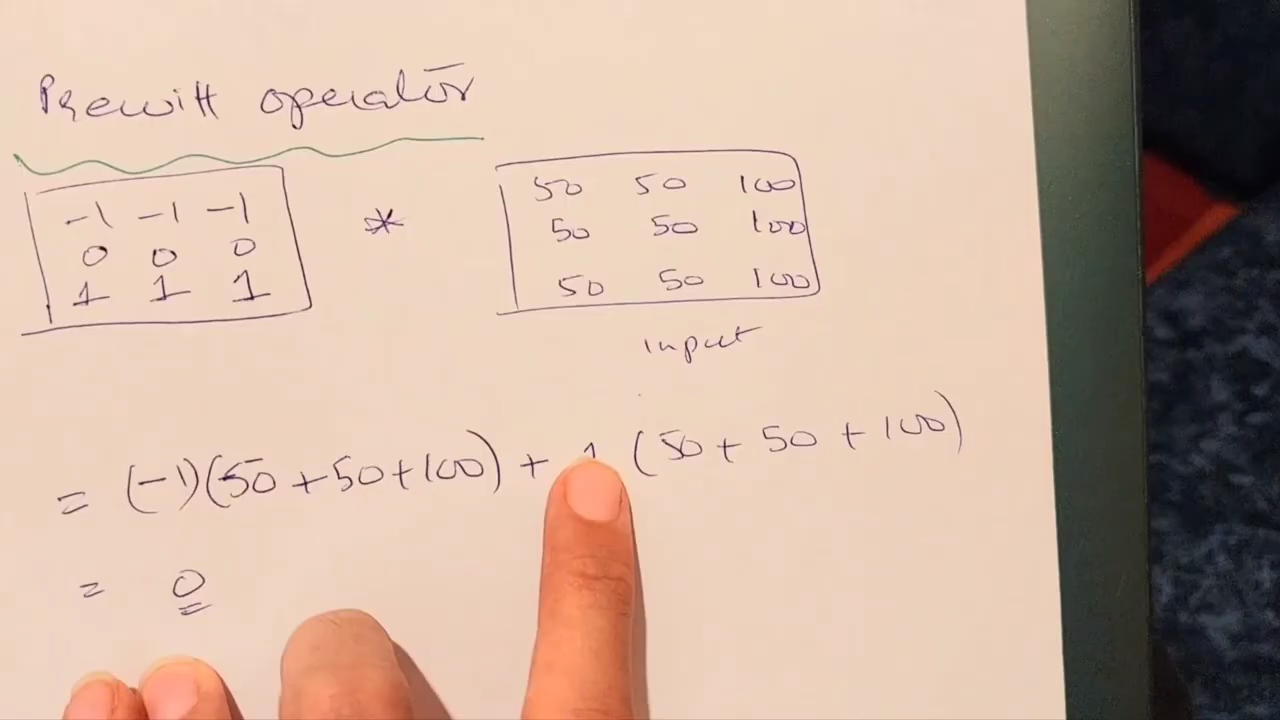 Prewitt operator
-1 -1 -1 * 50 50 100
0 0 0 50 50 100
1 1 1 50 50 100
input
= (-1)(50+50+100) + 1 (50+50+100)
= 0